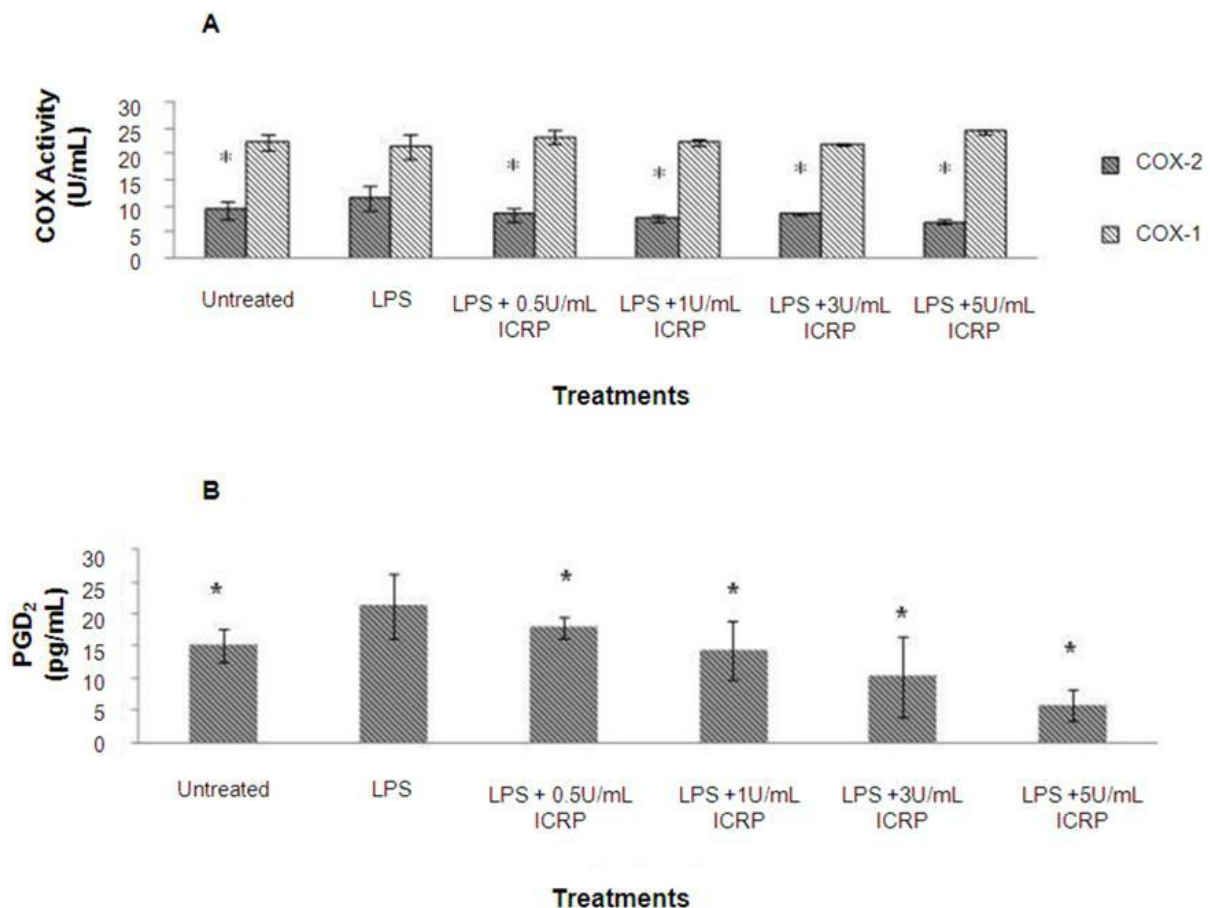 A
COX Activity
(U/mL)
30
25
20
15
10
5
0
*
*
*
*
*
COX-2
COX-1
Untreated
LPS
LPS + 0.5U/mL
ICRP
LPS +1U/mL
ICRP
LPS +3U/mL
ICRP
LPS +5U/mL
ICRP
Treatments
B
PGD₂
(pg/mL)
30
25
20
15
10
5
0
*
*
*
*
*
Untreated
LPS
LPS + 0.5U/mL
ICRP
LPS +1U/mL
ICRP
LPS +3U/mL
ICRP
LPS +5U/mL
ICRP
Treatments